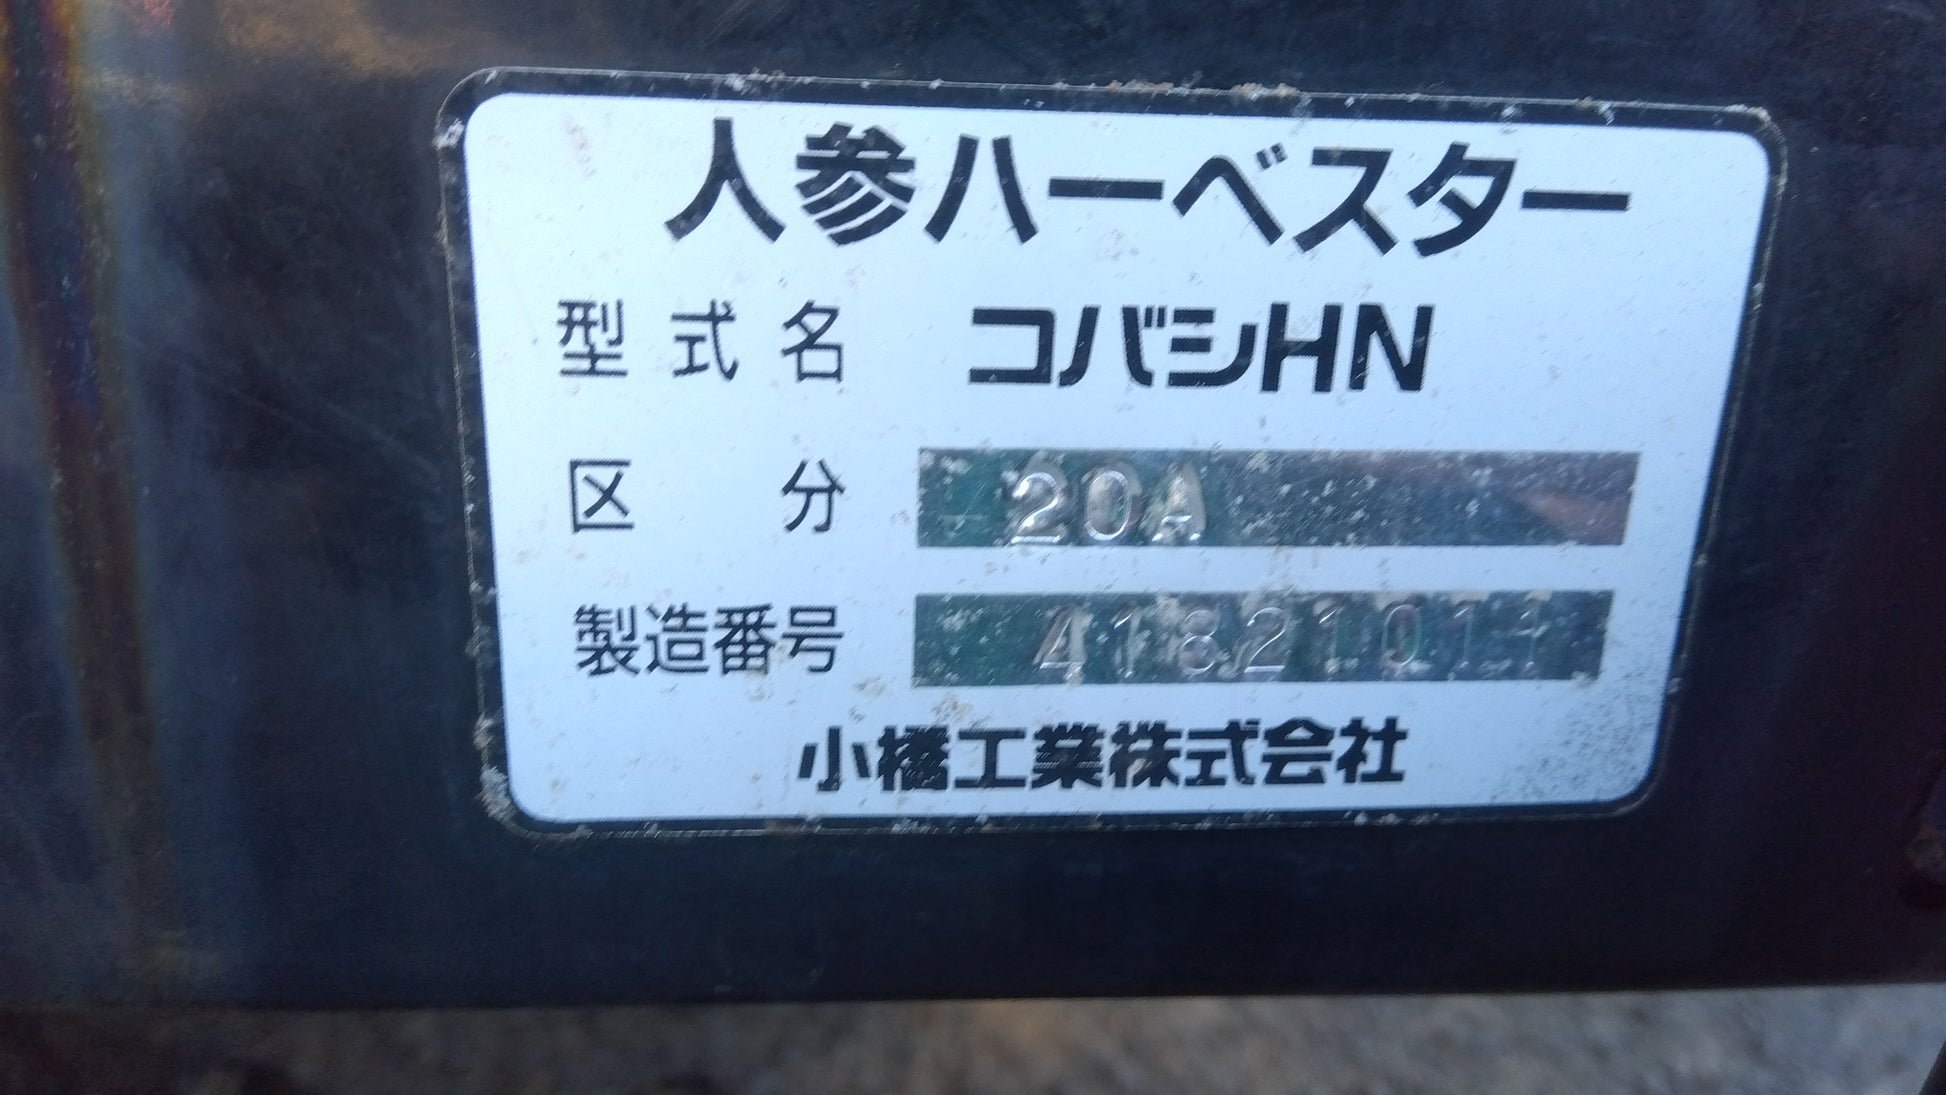 人参ハーベスター
型式名 コバシHN
区分 20A
製造番号 41821011
小橋工業株式会社